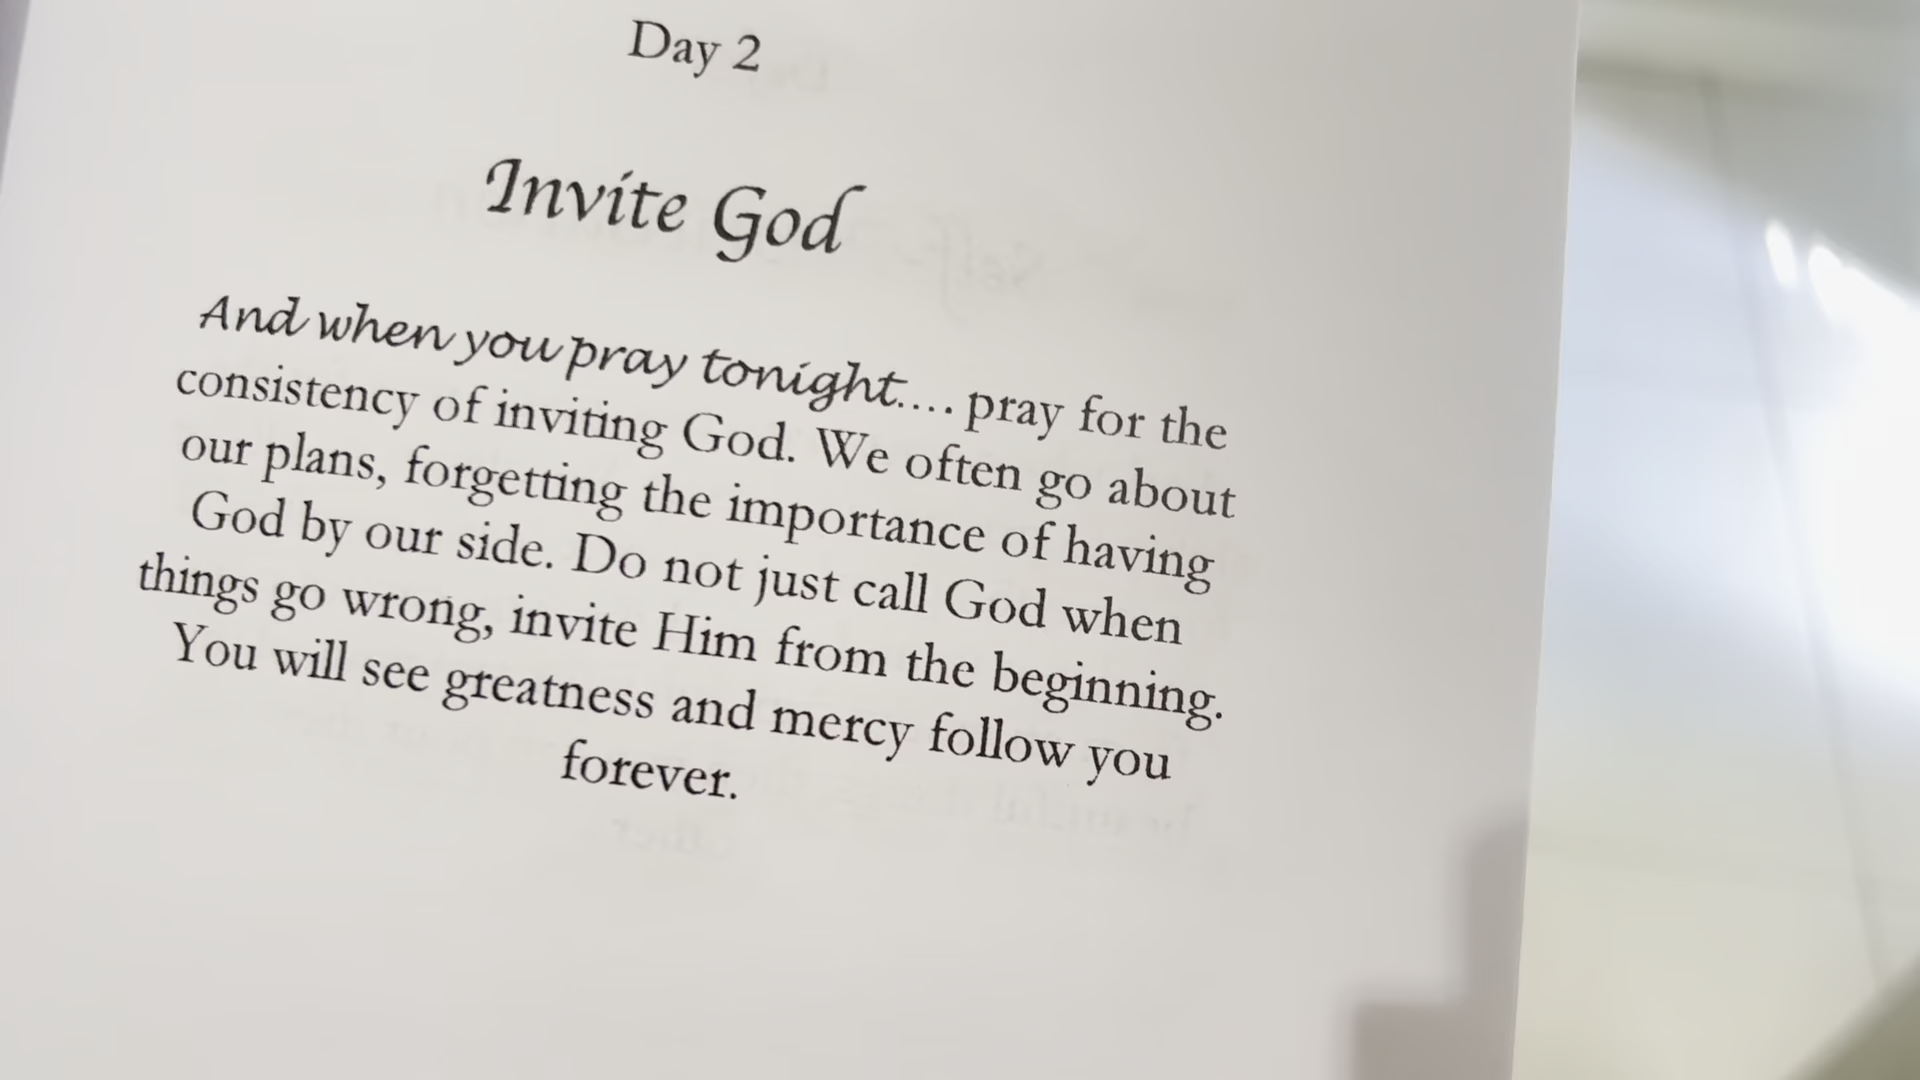 Day 2
Invite God
And when you pray tonight.... pray for the
consistency of inviting God. We often go about
our plans, forgetting the importance of having
God by our side. Do not just call God when
things go wrong, invite Him from the beginning.
You will see greatness and mercy follow you
forever.